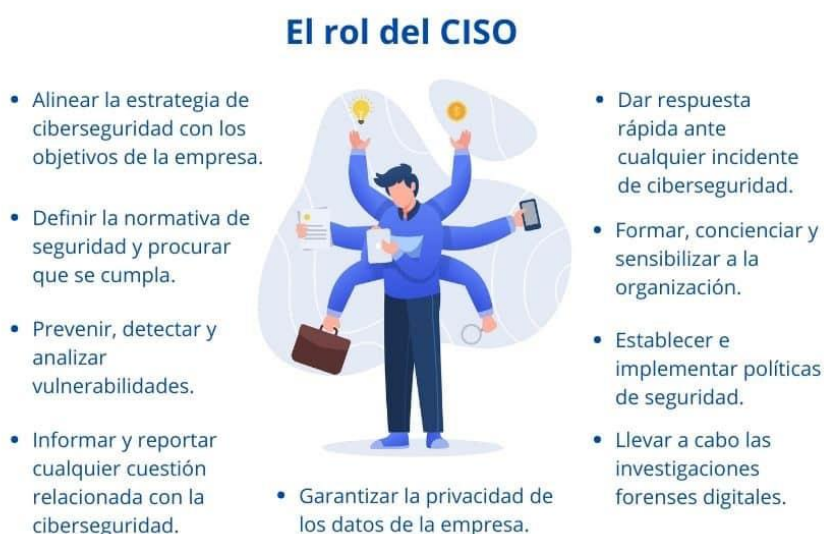 El rol del CISO
• Alinear la estrategia de
ciberseguridad con los
objetivos de la empresa.
• Definir la normativa de
seguridad y procurar
que se cumpla.
• Prevenir, detectar y
analizar
vulnerabilidades.
• Informar y reportar
cualquier cuestión
relacionada con la
ciberseguridad.
• Garantizar la privacidad de
los datos de la empresa.
• Dar respuesta
rápida ante
cualquier incidente
de ciberseguridad.
• Formar, concienciar y
sensibilizar a la
organización.
• Establecer e
implementar políticas
de seguridad.
• Llevar a cabo las
investigaciones
forenses digitales.